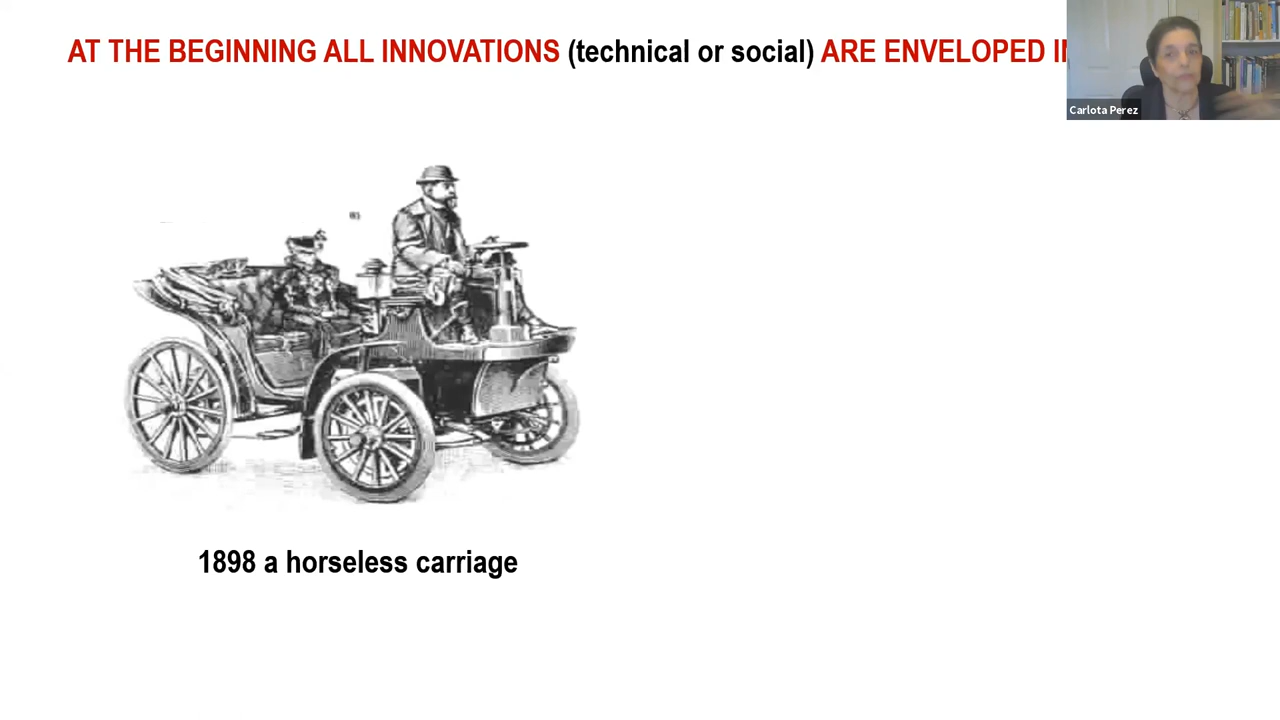 AT THE BEGINNING ALL INNOVATIONS (technical or social) ARE ENVELOPED
Carlota Perez
1898 a horseless carriage